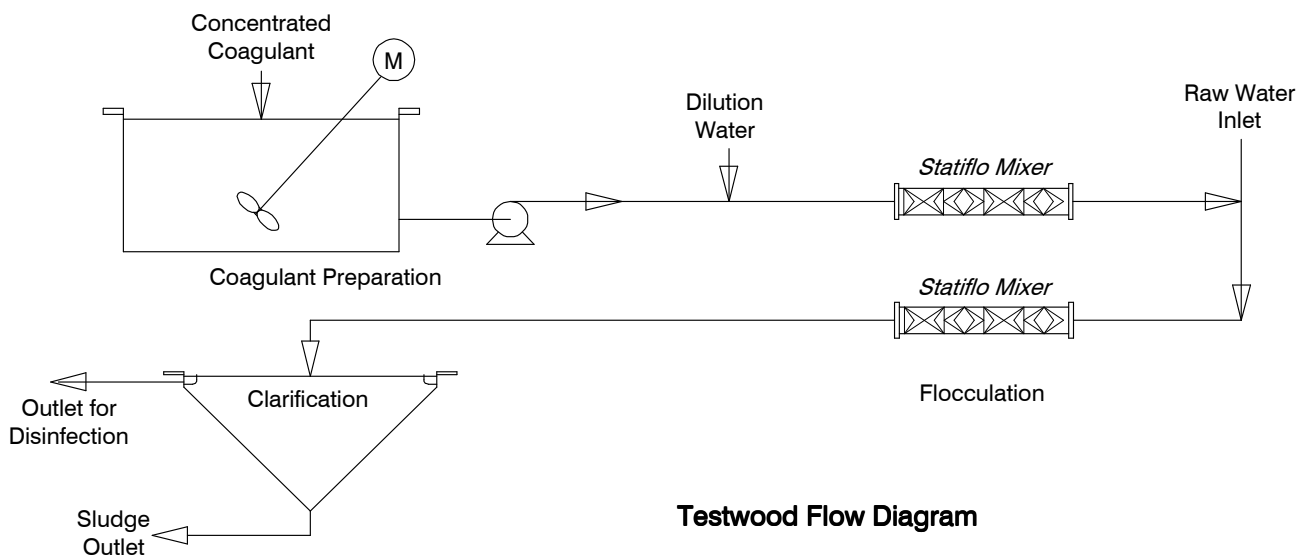 Concentrated
Coagulant
M
Dilution
Water
Raw Water
Inlet
Statiflo Mixer
Coagulant Preparation
Statiflo Mixer
Clarification
Flocculation
Outlet for
Disinfection
Sludge
Outlet
Testwood Flow Diagram